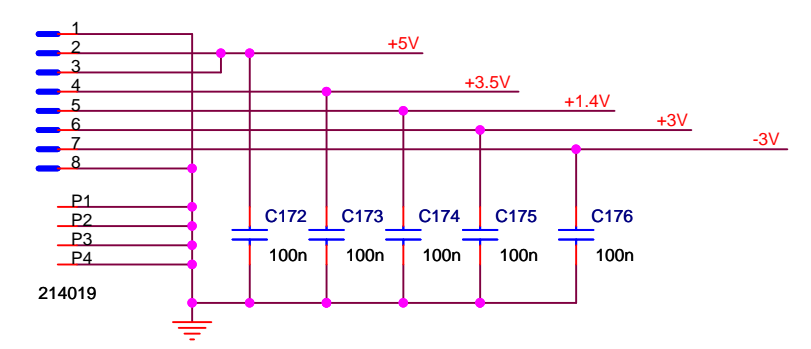 1
2 +5V
3
4 +3.5V
5 +1.4V
6 +3V
7 -3V
8
P1 C172 C173 C174 C175 C176
P2
P3 100n 100n 100n 100n 100n
P4
214019